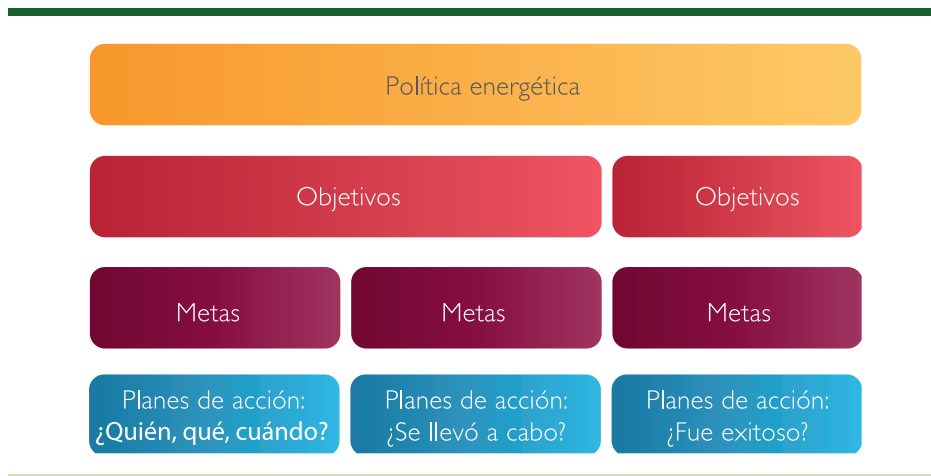 Política energética
Objetivos
Objetivos
Metas
Metas
Metas
Planes de acción:
¿Quién, qué, cuándo?
Planes de acción:
¿Se llevó a cabo?
Planes de acción:
¿Fue exitoso?